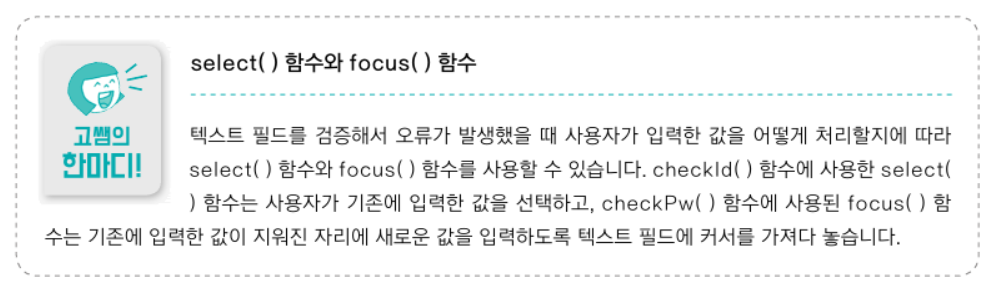 select( ) 함수와 focus( ) 함수
고쌤의
한마디!
텍스트 필드를 검증해서 오류가 발생했을 때 사용자가 입력한 값을 어떻게 처리할지에 따라
select( ) 함수와 focus( ) 함수를 사용할 수 있습니다. checkId( ) 함수에 사용한 select(
) 함수는 사용자가 기존에 입력한 값을 선택하고, checkPw( ) 함수에 사용된 focus( ) 함
수는 기존에 입력한 값이 지워진 자리에 새로운 값을 입력하도록 텍스트 필드에 커서를 가져다 놓습니다.